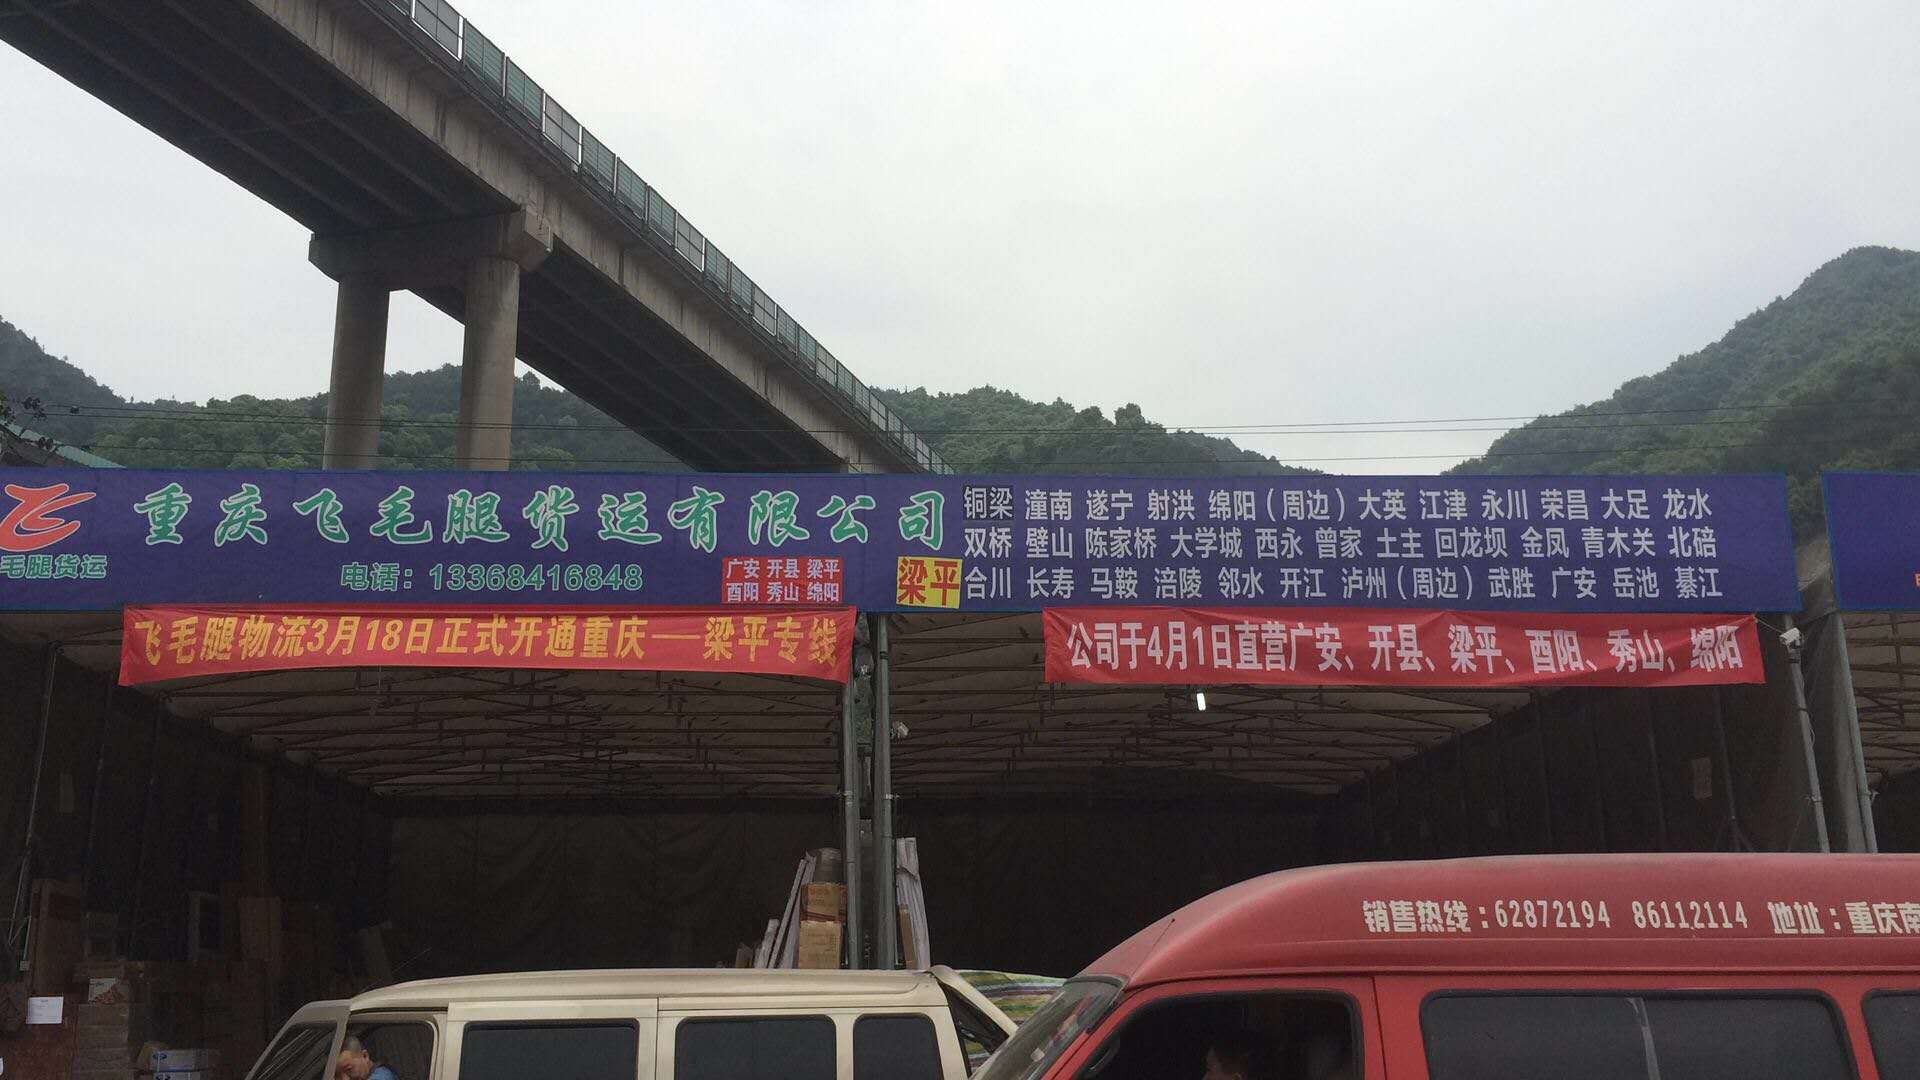 重庆飞毛腿货运有限公司
毛腿货运
电话：13368416848
广安 开县 梁平
酉阳 秀山 绵阳
梁平
铜梁 潼南 遂宁 射洪 绵阳（周边）大英 江津 永川 荣昌 大足 龙水
双桥 璧山 陈家桥 大学城 西永 曾家 土主 回龙坝 金凤 青木关 北碚
合川 长寿 马鞍 涪陵 邻水 开江 泸州（周边）武胜 广安 岳池 綦江
飞毛腿物流3月18日正式开通重庆——梁平专线
公司于4月1日直营广安、开县、梁平、酉阳、秀山、绵阳
销售热线：62872194 86112114 地址：重庆南